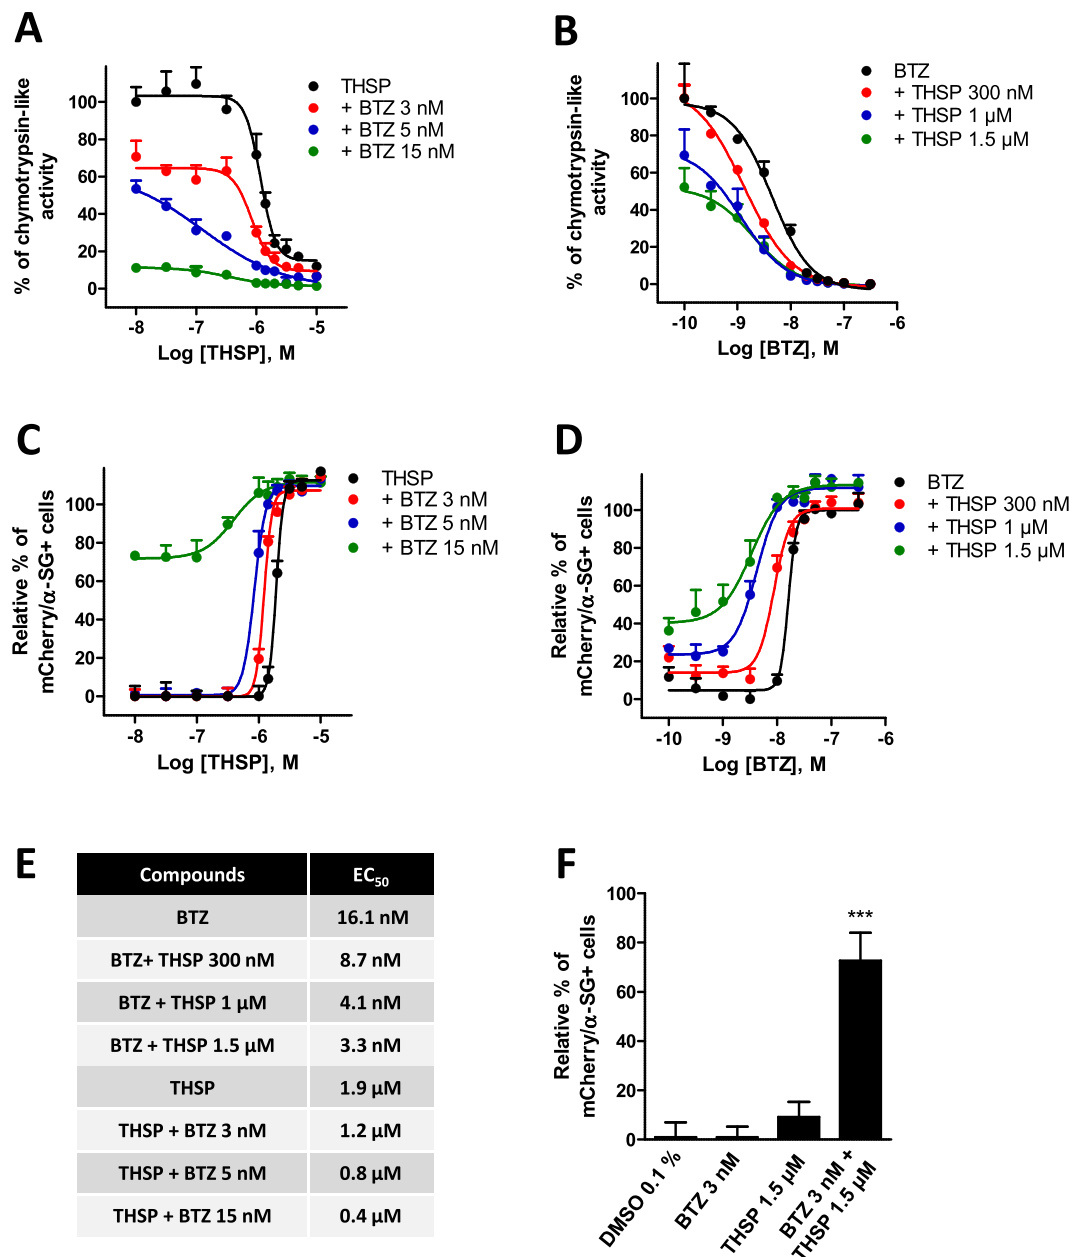 A
% of chymotrypsin-like
activity
100
80
60
40
20
0
-8 -7 -6 -5
Log [THSP], M
THSP
+ BTZ 3 nM
+ BTZ 5 nM
+ BTZ 15 nM
B
% of chymotrypsin-like
activity
100
80
60
40
20
0
-10 -9 -8 -7 -6
Log [BTZ], M
BTZ
+ THSP 300 nM
+ THSP 1 µM
+ THSP 1.5 µM
C
Relative % of
mCherry/α-SG+ cells
100
80
60
40
20
0
-8 -7 -6 -5
Log [THSP], M
THSP
+ BTZ 3 nM
+ BTZ 5 nM
+ BTZ 15 nM
D
Relative % of
mCherry/α-SG+ cells
100
80
60
40
20
0
-10 -9 -8 -7 -6
Log [BTZ], M
BTZ
+ THSP 300 nM
+ THSP 1 µM
+ THSP 1.5 µM
E
Compounds EC50
BTZ 16.1 nM
BTZ+ THSP 300 nM 8.7 nM
BTZ + THSP 1 µM 4.1 nM
BTZ + THSP 1.5 µM 3.3 nM
THSP 1.9 µM
THSP + BTZ 3 nM 1.2 µM
THSP + BTZ 5 nM 0.8 µM
THSP + BTZ 15 nM 0.4 µM
F
Relative % of
mCherry/α-SG+ cells
100
80
60
40
20
0
***
DMSO 0.1 %
BTZ 3 nM
THSP 1.5 µM
BTZ 3 nM +
THSP 1.5 µM